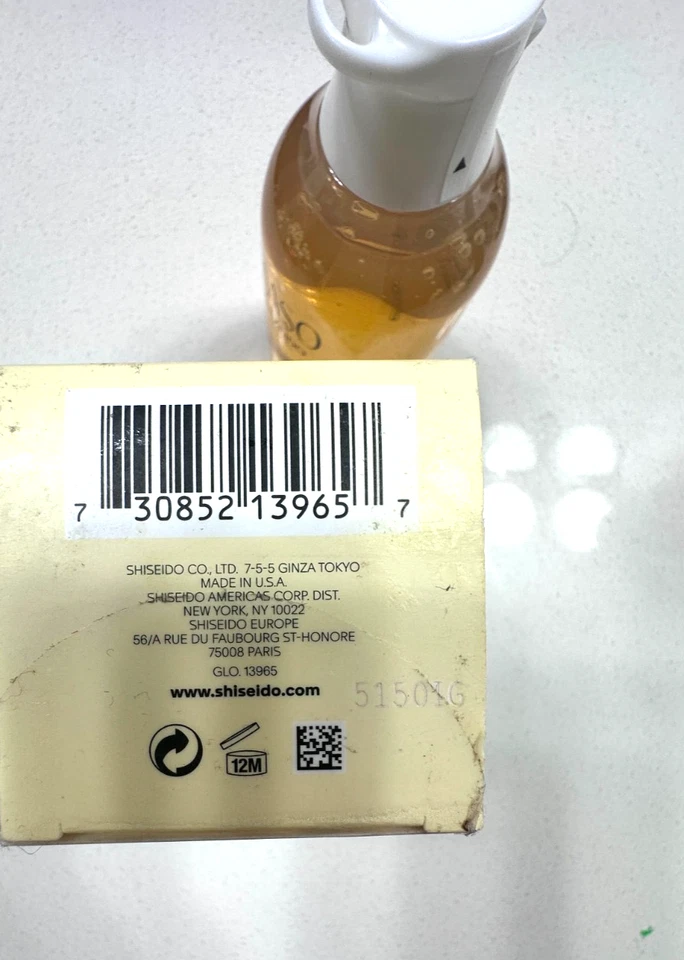 ASO
7 30852 13965 7
SHISEIDO CO., LTD. 7-5-5 GINZA TOKYO
MADE IN U.S.A.
SHISEIDO AMERICAS CORP. DIST.
NEW YORK, NY 10022
SHISEIDO EUROPE
56/A RUE DU FAUBOURG ST-HONORE
75008 PARIS
GLO. 13965
www.shiseido.com
12M